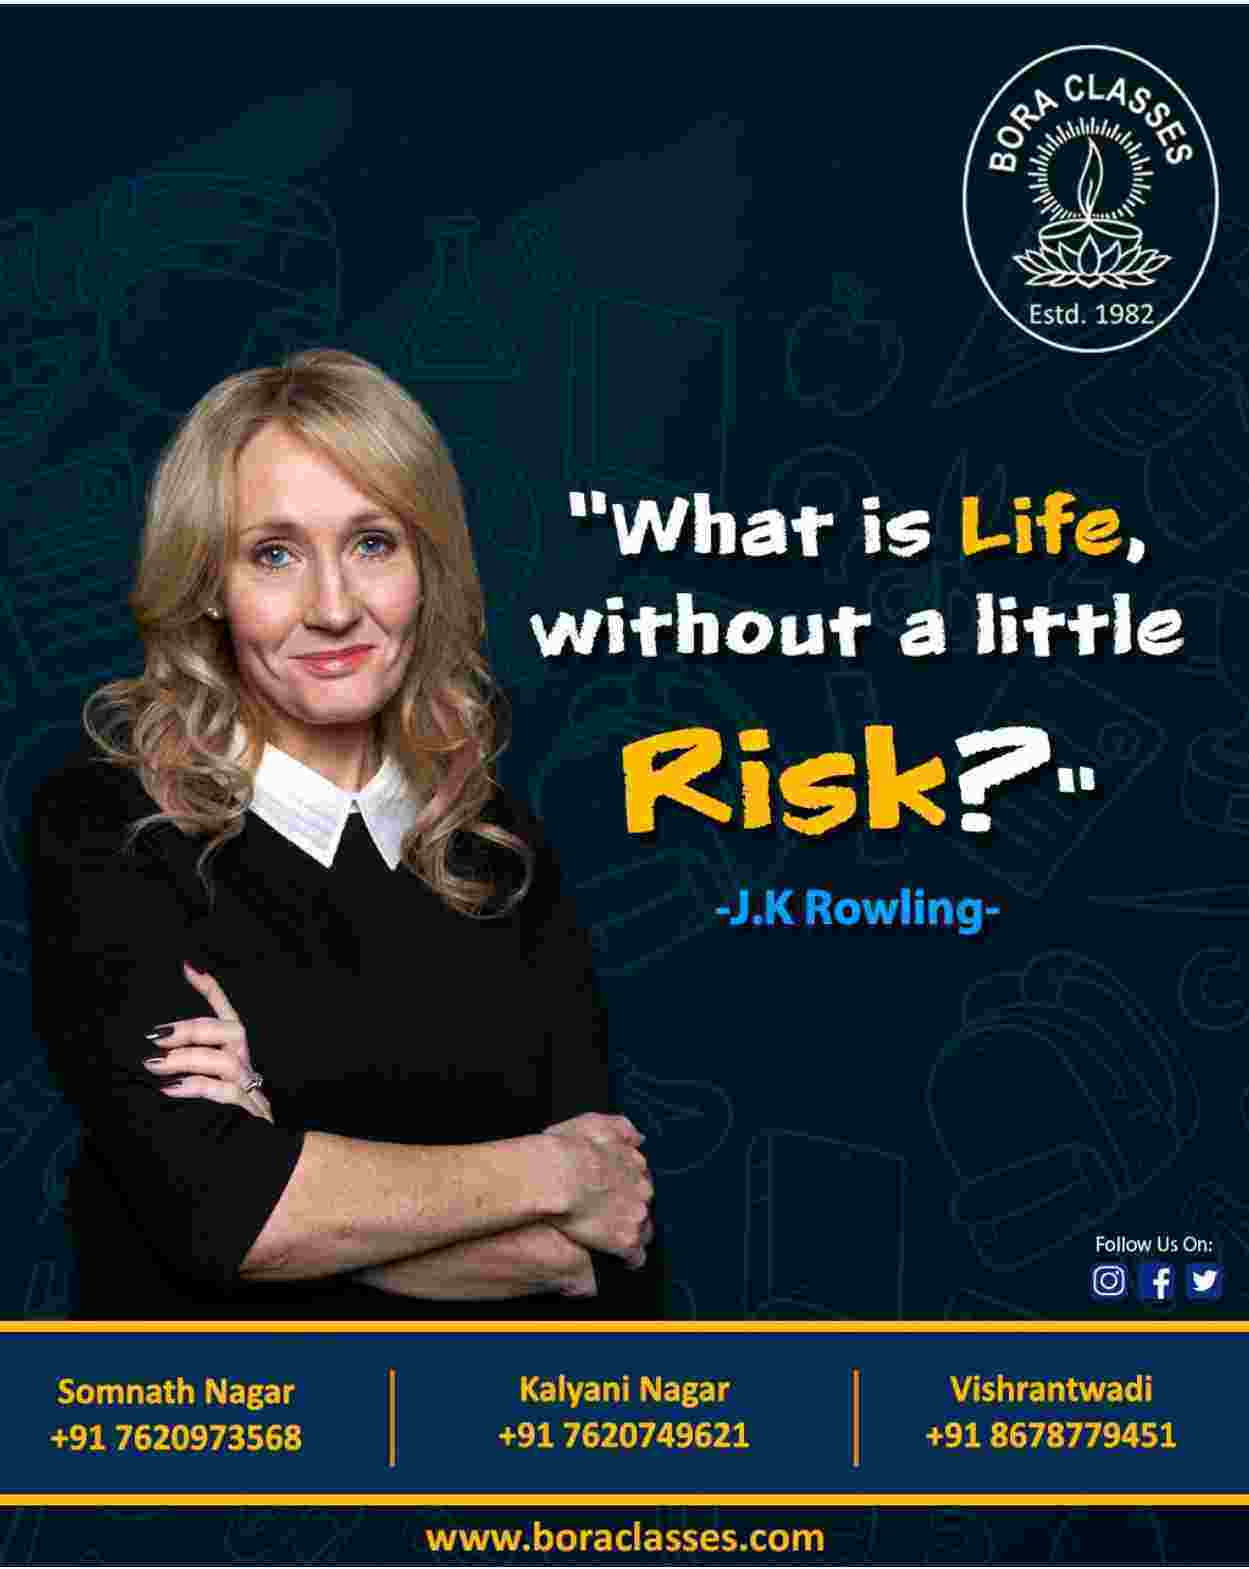 BORA CLASSES
Estd. 1982
"What is Life,
without a little
Risk?"
-J.K Rowling-
Follow Us On:
Somnath Nagar
+91 7620973568
Kalyani Nagar
+91 7620749621
Vishrantwadi
+91 8678779451
www.boraclasses.com